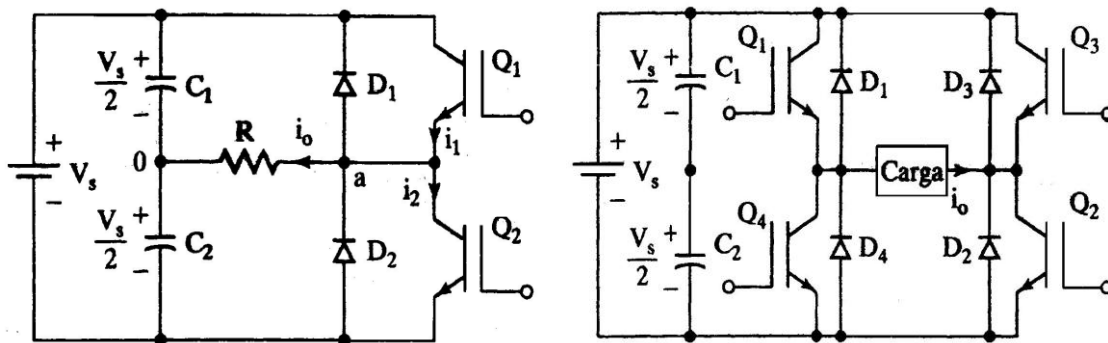 V_s/2 + − C_1
D_1
Q_1
R
i_o
i_1
0
a
i_2
+ V_s −
V_s/2 + − C_2
D_2
Q_2
V_s/2 + − C_1
Q_1
D_1
D_3
Q_3
+ V_s −
Carga
i_o
V_s/2 + − C_2
Q_4
D_4
D_2
Q_2